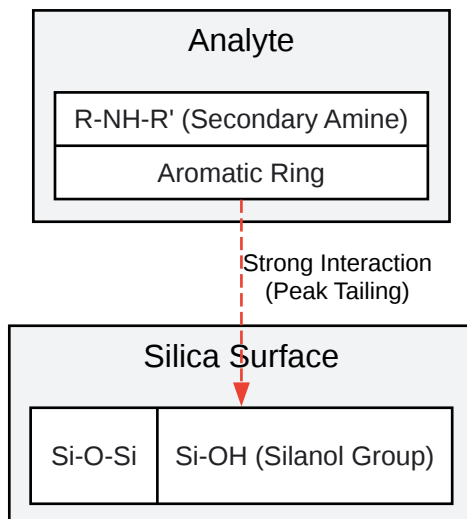 Analyte
R-NH-R' (Secondary Amine)
Aromatic Ring
Strong Interaction
(Peak Tailing)
Silica Surface
Si-O-Si
Si-OH (Silanol Group)